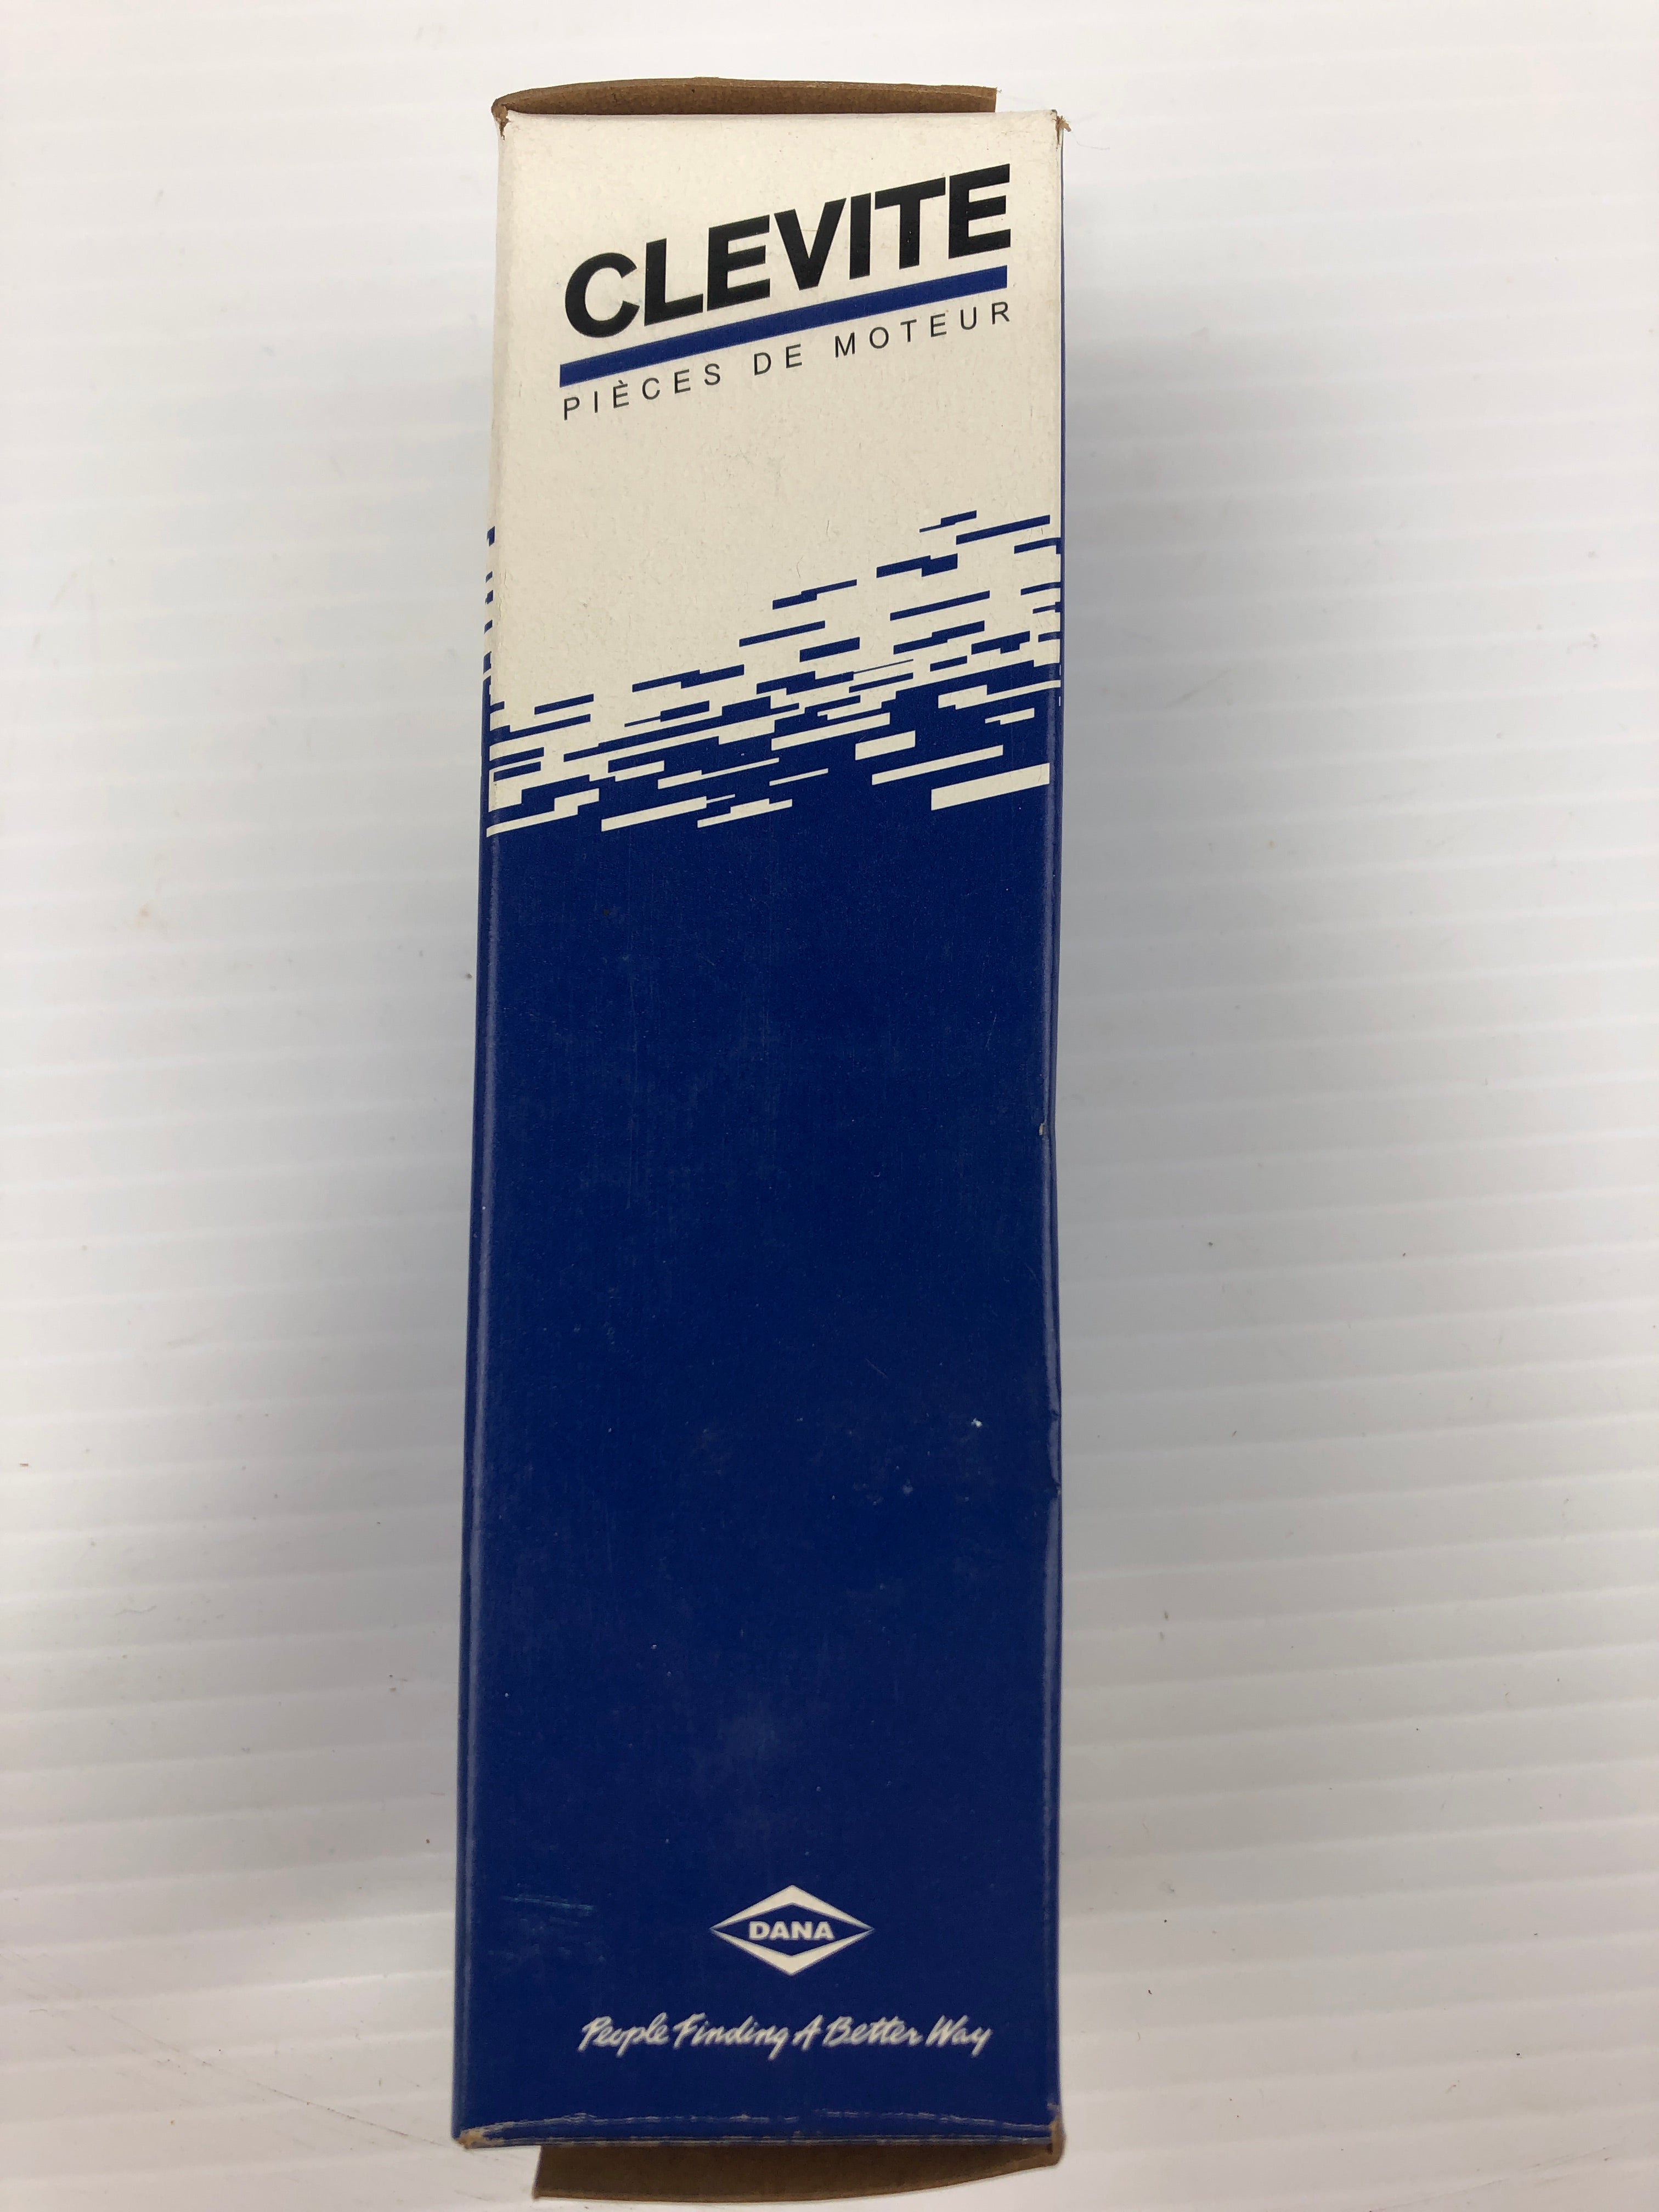 CLEVITE
PIÈCES DE MOTEUR
DANA
People Finding A Better Way